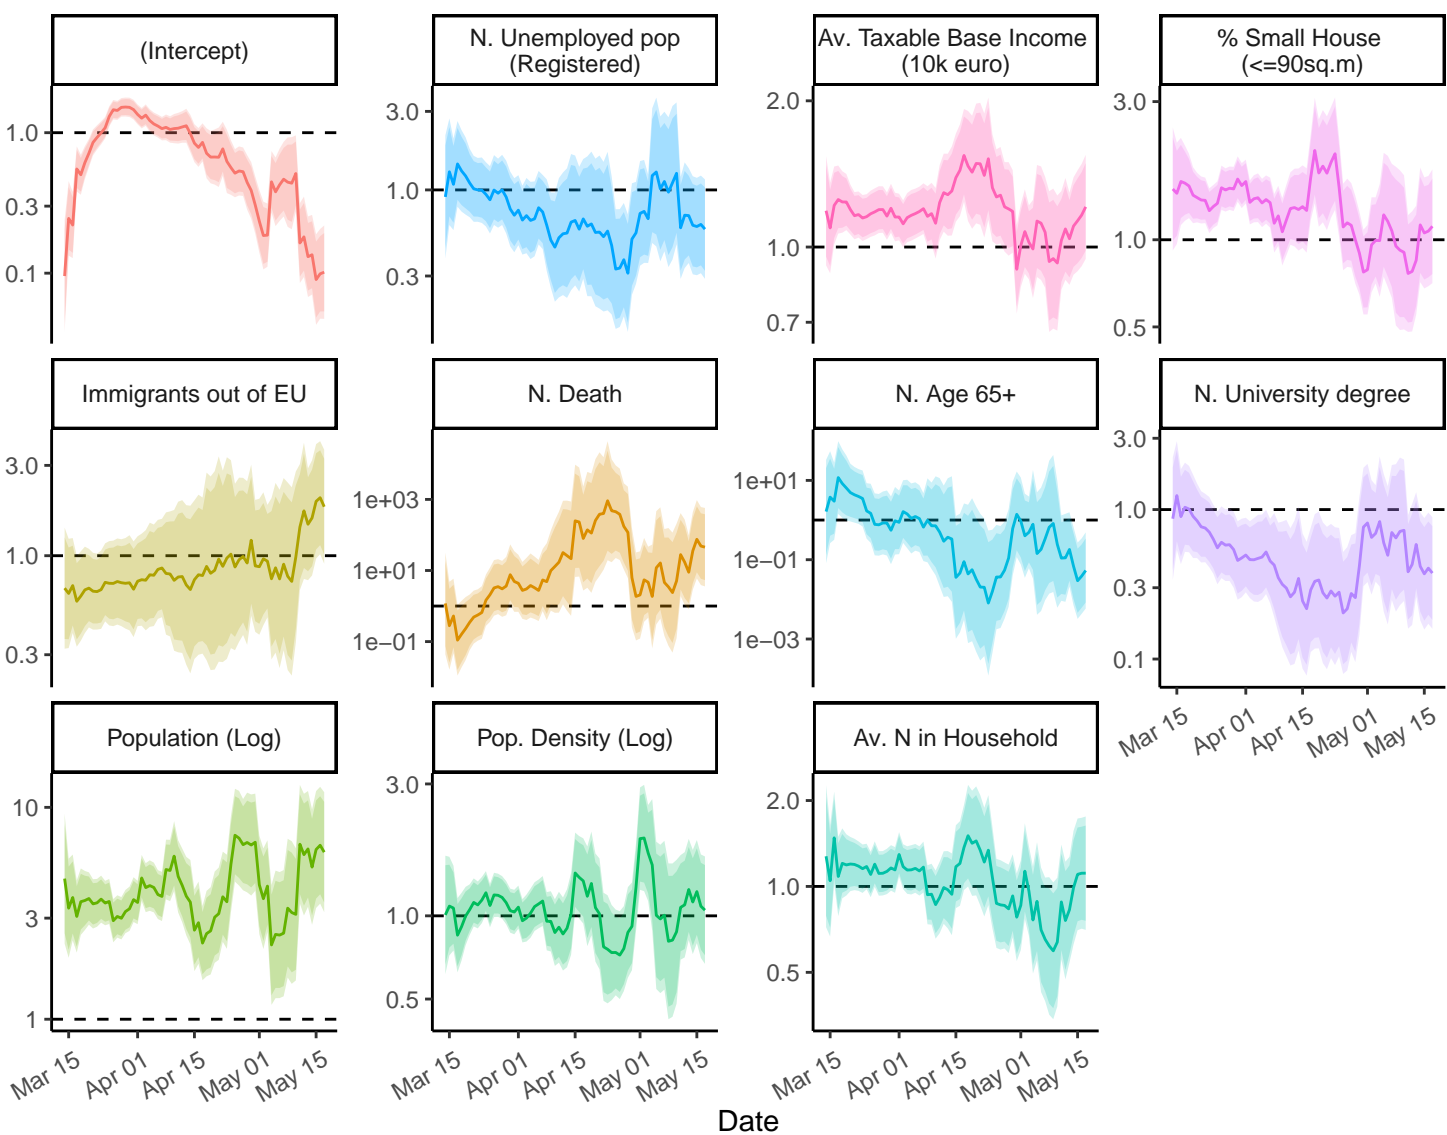 (Intercept)
N. Unemployed pop
(Registered)
Av. Taxable Base Income
(10k euro)
% Small House
(<=90sq.m)
1.0
0.3
0.1
3.0
1.0
0.3
2.0
1.0
0.7
3.0
1.0
0.5
Immigrants out of EU
N. Death
N. Age 65+
N. University degree
3.0
1.0
0.3
1e+03
1e+01
1e−01
1e+01
1e−01
1e−03
3.0
1.0
0.3
0.1
Mar 15
Apr 01
Apr 15
May 01
May 15
Population (Log)
Pop. Density (Log)
Av. N in Household
10
3
1
3.0
1.0
0.5
2.0
1.0
0.5
Mar 15
Apr 01
Apr 15
May 01
May 15
Mar 15
Apr 01
Apr 15
May 01
May 15
Mar 15
Apr 01
Apr 15
May 01
May 15
Date